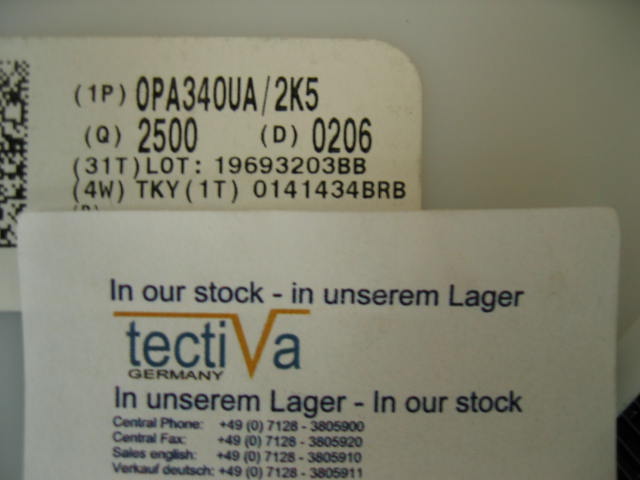 (1P) OPA340UA/2K5
(Q) 2500 (D) 0206
(31T)LOT: 19693203BB
(4W) TKY(1T) 0141434BRB
In our stock - in unserem Lager
tectiVa
GERMANY
In unserem Lager - In our stock
Central Phone: +49 (0) 7128 - 3805900
Central Fax: +49 (0) 7128 - 3805920
Sales english: +49 (0) 7128 - 3805910
Verkauf deutsch: +49 (0) 7128 - 3805911